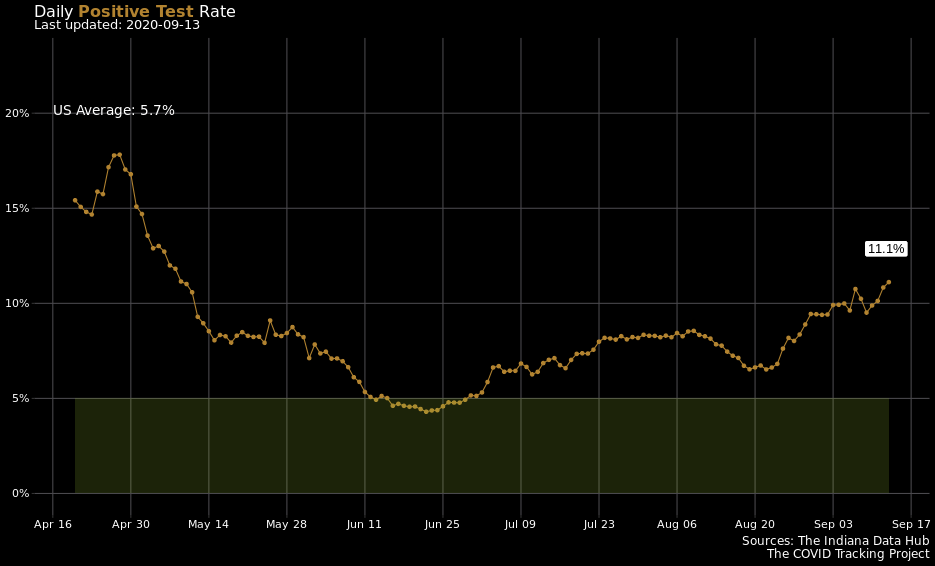 Daily Positive Test Rate
Last updated: 2020-09-13
US Average: 5.7%
20%
15%
11.1%
10%
5%
0%
Apr 16 Apr 30 May 14 May 28 Jun 11 Jun 25 Jul 09 Jul 23 Aug 06 Aug 20 Sep 03 Sep 17
Sources: The Indiana Data Hub
The COVID Tracking Project